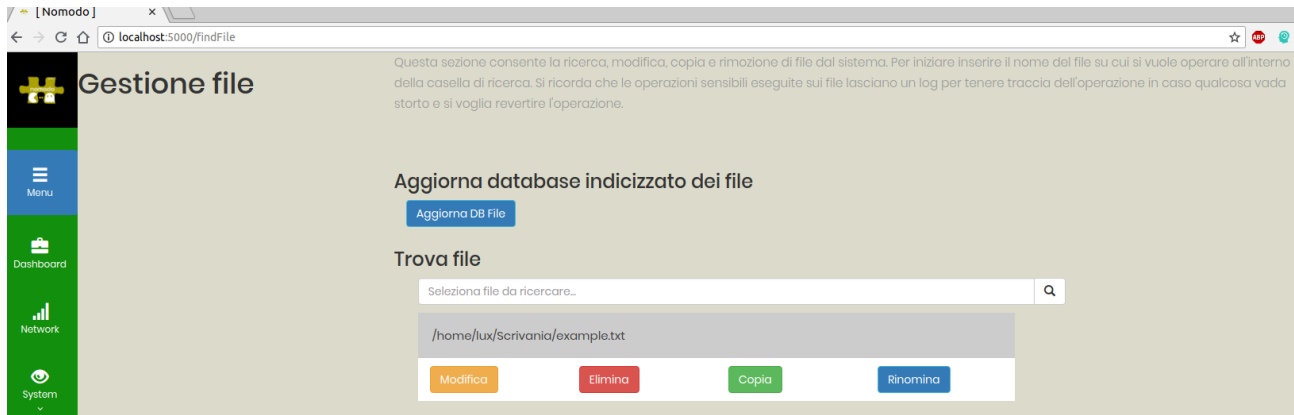 [ Nomodo ]
localhost:5000/findFile
ABP
nomodo
Gestione file
Questa sezione consente la ricerca, modifica, copia e rimozione di file dal sistema. Per iniziare inserire il nome del file su cui si vuole operare all'interno
della casella di ricerca. Si ricorda che le operazioni sensibili eseguite sui file lasciano un log per tenere traccia dell'operazione in caso qualcosa vada
storto e si voglia revertire l'operazione.
Menu
Dashboard
Network
System
Aggiorna database indicizzato dei file
Aggiorna DB File
Trova file
Seleziona file da ricercare...
/home/lux/Scrivania/example.txt
Modifica Elimina Copia Rinomina